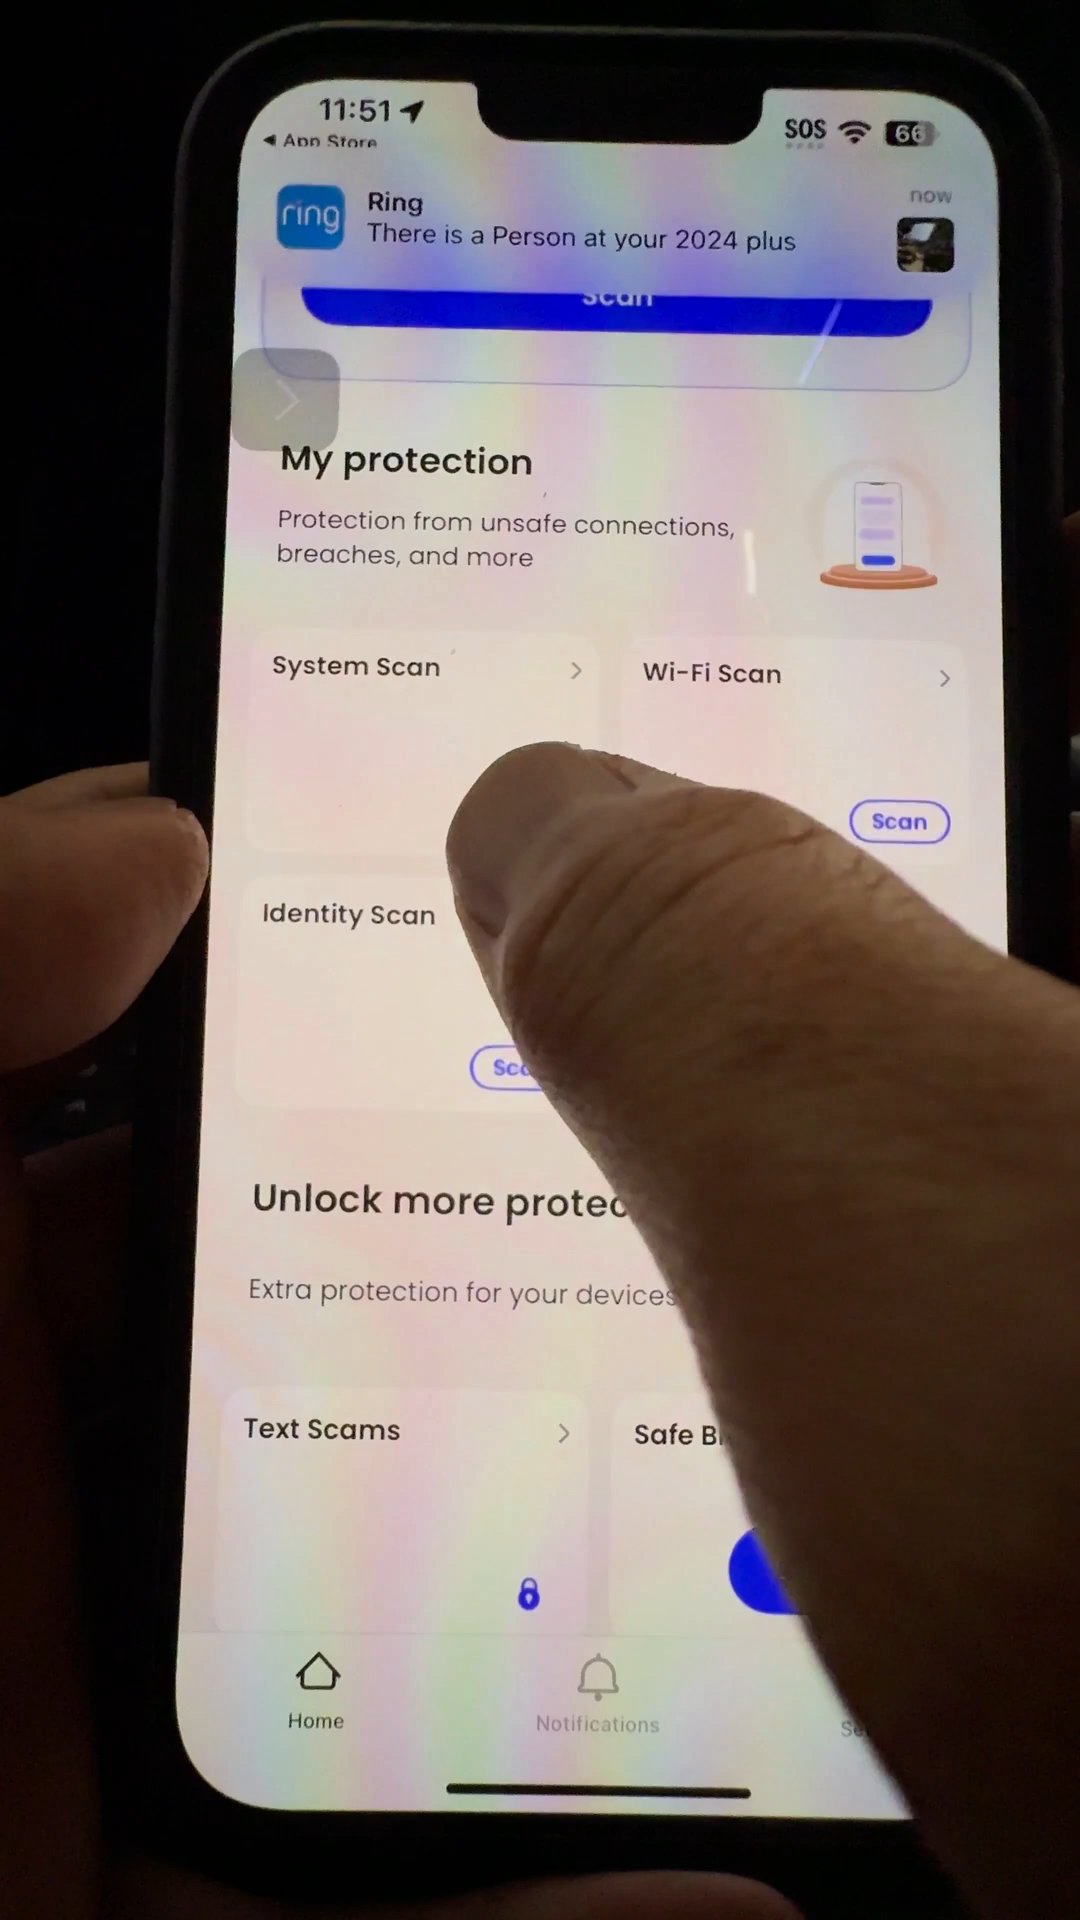 11:51
SOS
66
◀ App Store
ring
Ring
now
There is a Person at your 2024 plus
Scan
My protection
Protection from unsafe connections,
breaches, and more
System Scan
Wi-Fi Scan
Scan
Identity Scan
Unlock more
Extra protection for your devices
Text Scams
Safe
Home
Notifications